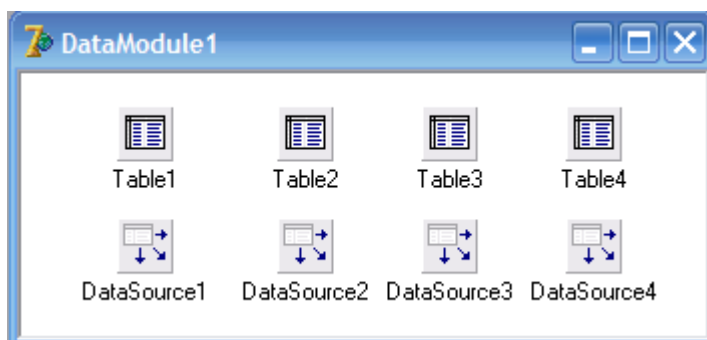 DataModule1
Table1 Table2 Table3 Table4
DataSource1 DataSource2 DataSource3 DataSource4